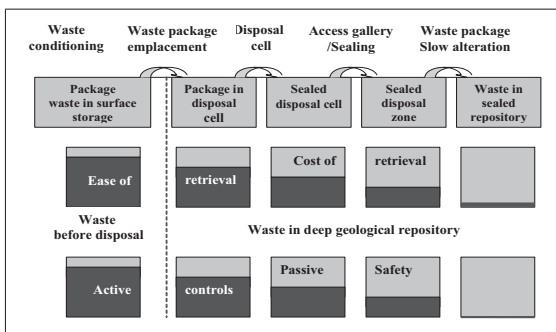 Waste conditioning
Waste package emplacement
Disposal cell
Access gallery /Sealing
Waste package Slow alteration
Package waste in surface storage
Package in disposal cell
Sealed disposal cell
Sealed disposal zone
Waste in sealed repository
Ease of
retrieval
Cost of
retrieval
Waste before disposal
Waste in deep geological repository
Active
controls
Passive
Safety